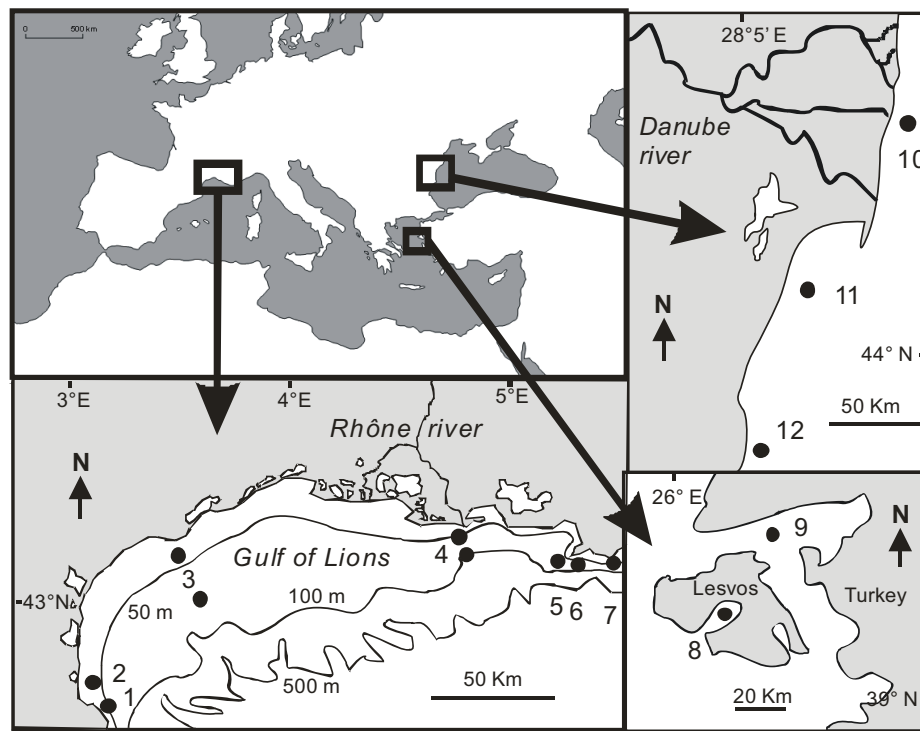 0 500 km
28°5' E
Danube
river
10
11
N
44° N
50 Km
12
3°E
4°E
5°E
Rhône river
N
Gulf of Lions
4
3
43°N
50 m
100 m
5
6
7
2
1
500 m
50 Km
26° E
9
N
Lesvos
Turkey
8
20 Km
39° N